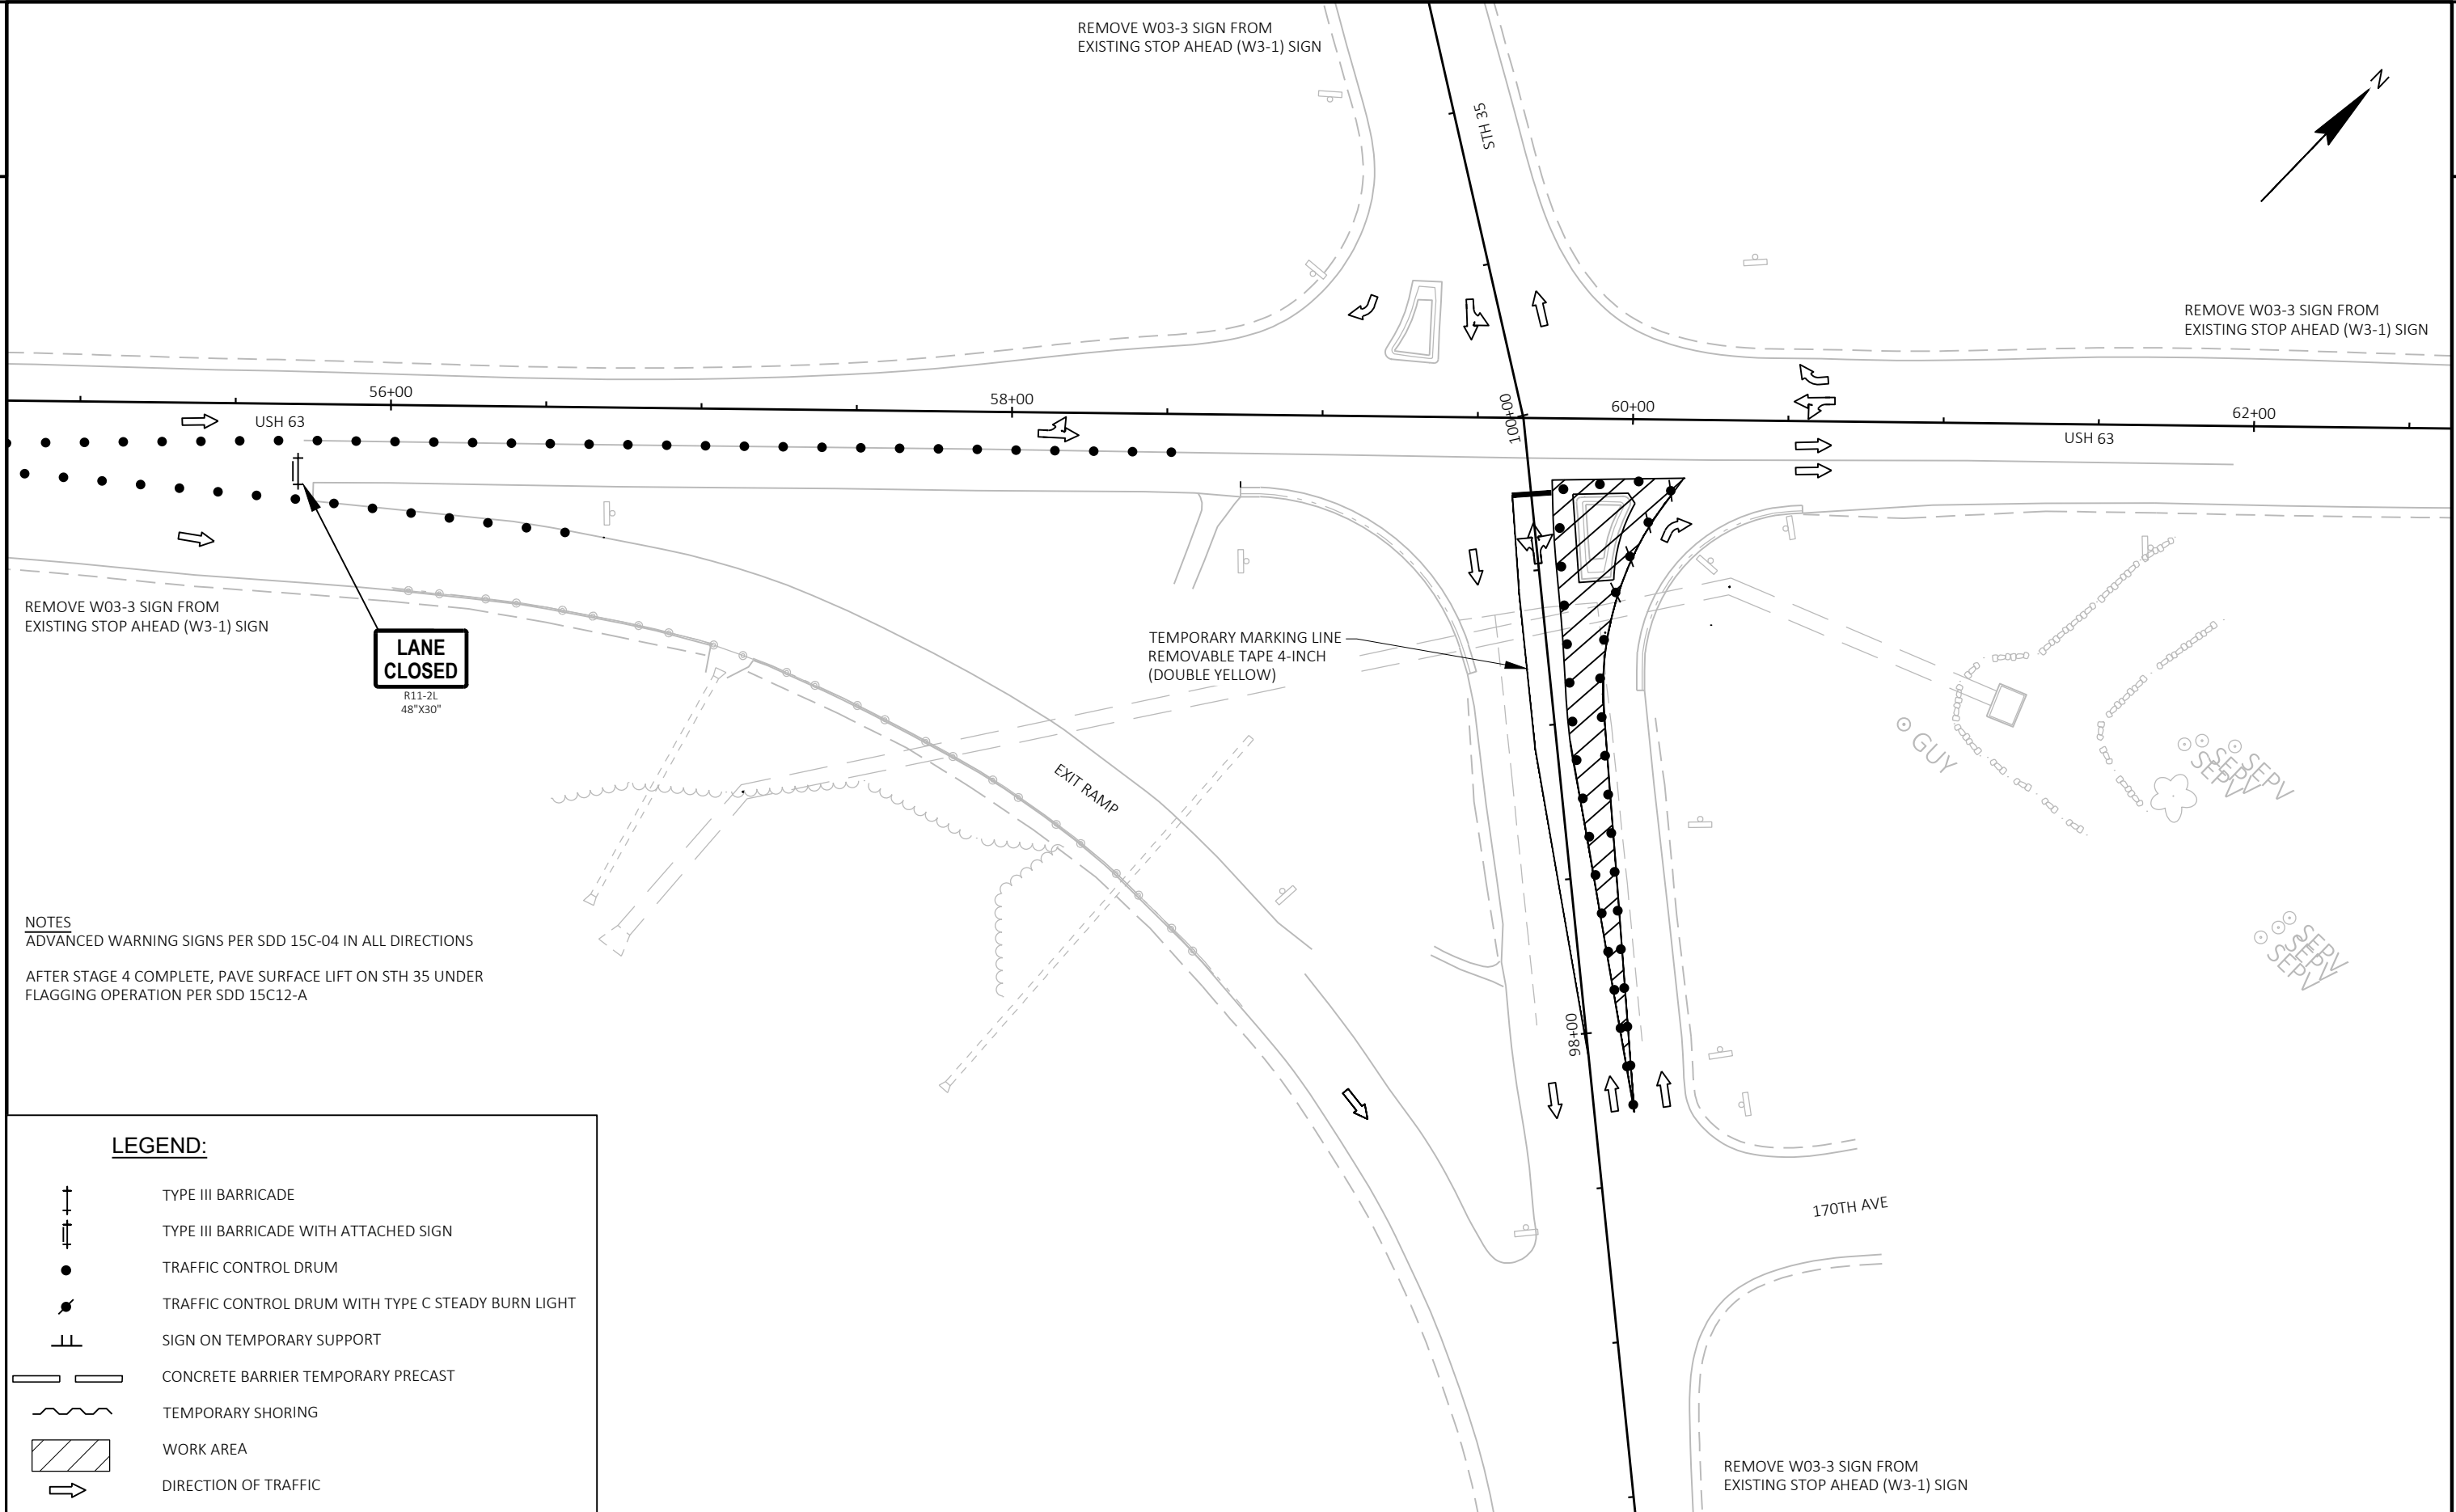 REMOVE W03-3 SIGN FROM
EXISTING STOP AHEAD (W3-1) SIGN
N
STH 35
REMOVE W03-3 SIGN FROM
EXISTING STOP AHEAD (W3-1) SIGN
56+00
58+00
100+00
60+00
62+00
USH 63
USH 63
REMOVE W03-3 SIGN FROM
EXISTING STOP AHEAD (W3-1) SIGN
LANE
CLOSED
R11-2L
48"X30"
TEMPORARY MARKING LINE
REMOVABLE TAPE 4-INCH
(DOUBLE YELLOW)
GUY
SEPV
SEPV
SEPV
EXIT RAMP
NOTES
ADVANCED WARNING SIGNS PER SDD 15C-04 IN ALL DIRECTIONS
AFTER STAGE 4 COMPLETE, PAVE SURFACE LIFT ON STH 35 UNDER
FLAGGING OPERATION PER SDD 15C12-A
SEPV
SEPV
SEPV
98+00
170TH AVE
LEGEND:
TYPE III BARRICADE
TYPE III BARRICADE WITH ATTACHED SIGN
TRAFFIC CONTROL DRUM
TRAFFIC CONTROL DRUM WITH TYPE C STEADY BURN LIGHT
SIGN ON TEMPORARY SUPPORT
CONCRETE BARRIER TEMPORARY PRECAST
TEMPORARY SHORING
WORK AREA
DIRECTION OF TRAFFIC
REMOVE W03-3 SIGN FROM
EXISTING STOP AHEAD (W3-1) SIGN